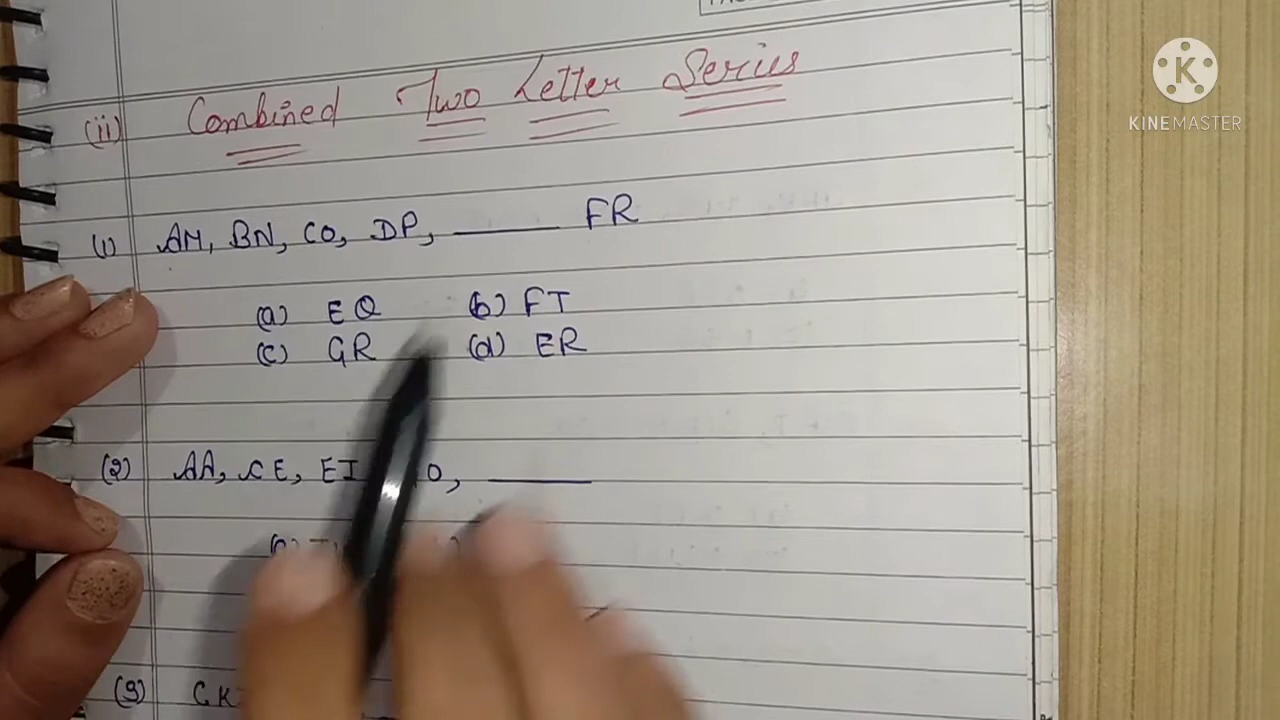 (ii) Combined Two Letter Series
(1) AM, BN, CO, DP, ______ FR
(a) EQ (b) FT
(c) GR (d) ER
(2) AA, CE, EI O, ______
(3) GK
KINEMASTER